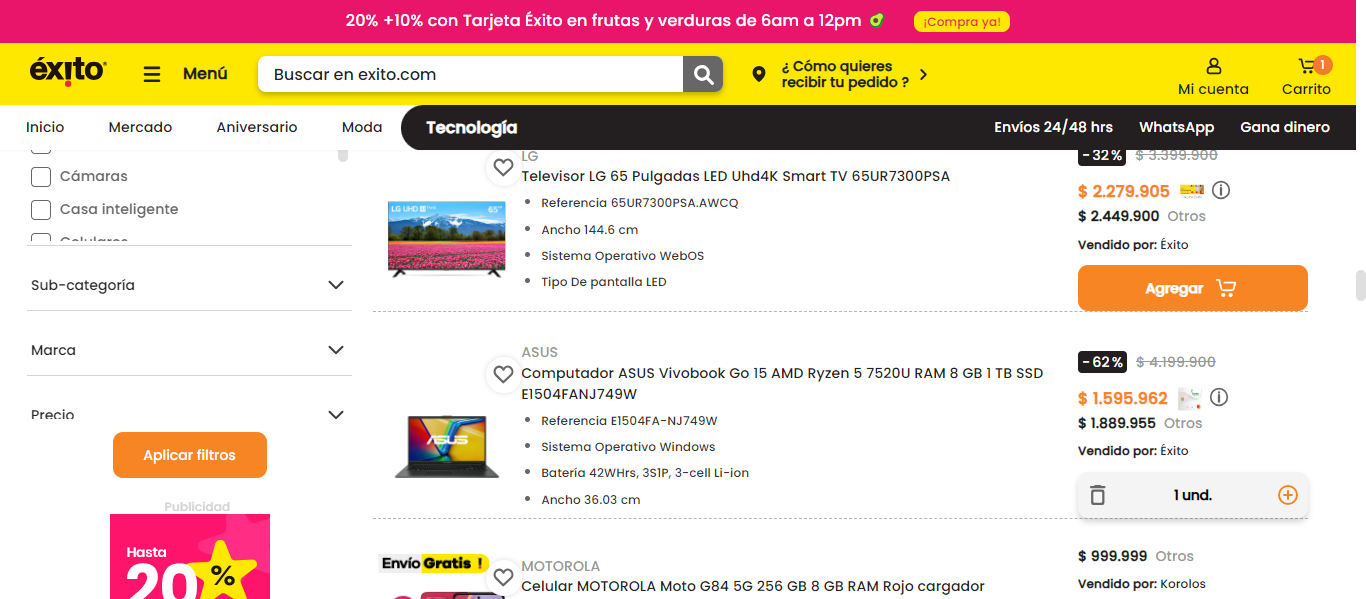 20% +10% con Tarjeta Éxito en frutas y verduras de 6am a 12pm
¡Compra ya!
éxito
Menú
Buscar en exito.com
¿ Cómo quieres
recibir tu pedido ?
Mi cuenta
1
Carrito
Inicio
Mercado
Aniversario
Moda
Tecnología
Envíos 24/48 hrs
WhatsApp
Gana dinero
Cámaras
Casa inteligente
Celulares
Sub-categoría
Marca
Precio
Aplicar filtros
Publicidad
Hasta
20%
LG
Televisor LG 65 Pulgadas LED Uhd4K Smart TV 65UR7300PSA
LG UHD
65"
Referencia 65UR7300PSA.AWCQ
Ancho 144.6 cm
Sistema Operativo WebOS
Tipo De pantalla LED
-32% $ 3.399.900
$ 2.279.905
$ 2.449.900 Otros
Vendido por: Éxito
Agregar
ASUS
Computador ASUS Vivobook Go 15 AMD Ryzen 5 7520U RAM 8 GB 1 TB SSD
E1504FANJ749W
ASUS
Referencia E1504FA-NJ749W
Sistema Operativo Windows
Batería 42WHrs, 3S1P, 3-cell Li-ion
Ancho 36.03 cm
-62% $ 4.199.900
$ 1.595.962
$ 1.889.955 Otros
Vendido por: Éxito
1 und.
Envío Gratis !
MOTOROLA
Celular MOTOROLA Moto G84 5G 256 GB 8 GB RAM Rojo cargador
$ 999.999 Otros
Vendido por: Korolos